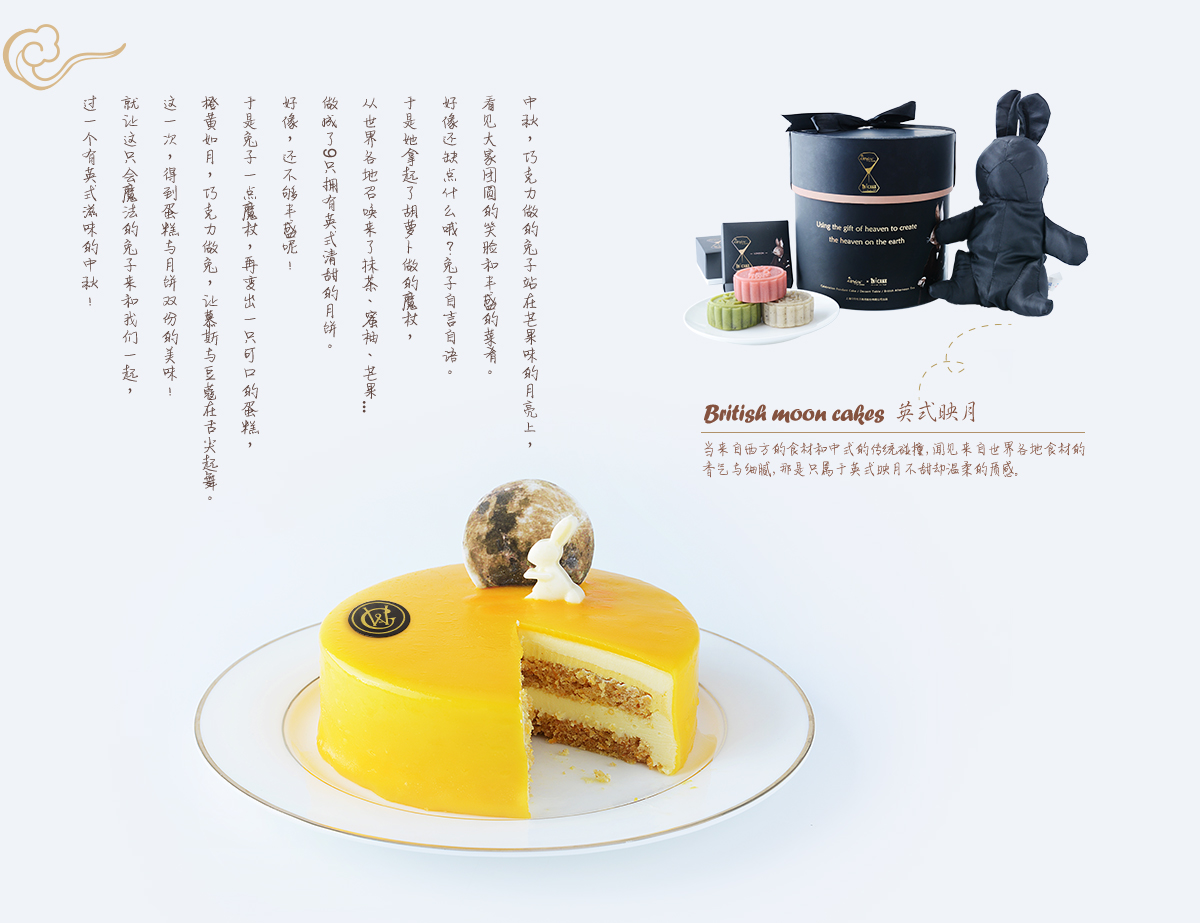 中秋，巧克力做的兔子站在芒果味的月亮上，
看见大家团圆的笑脸和丰盛的菜肴。
好像还缺点什么哦？兔子自言自语。
于是她拿起了胡萝卜做的魔杖，
从世界各地召唤来了抹茶、蜜柚、芒果…
做成了9只拥有英式清甜的月饼。
好像，还不够丰盛呢！
于是兔子一点魔杖，再变出一只可口的蛋糕，
橙黄如月，巧克力做兔，让慕斯与豆蔻在舌尖起舞。
这一次，得到蛋糕与月饼双份的美味！
就让这只会魔法的兔子来和我们一起，
过一个有英式滋味的中秋！
Using the gift of heaven to create
the heaven on the earth
British moon cakes 英式映月
当来自西方的食材和中式的传统碰撞，闻见来自世界各地食材的
香气与细腻，那是只属于英式映月不甜却温柔的质感。